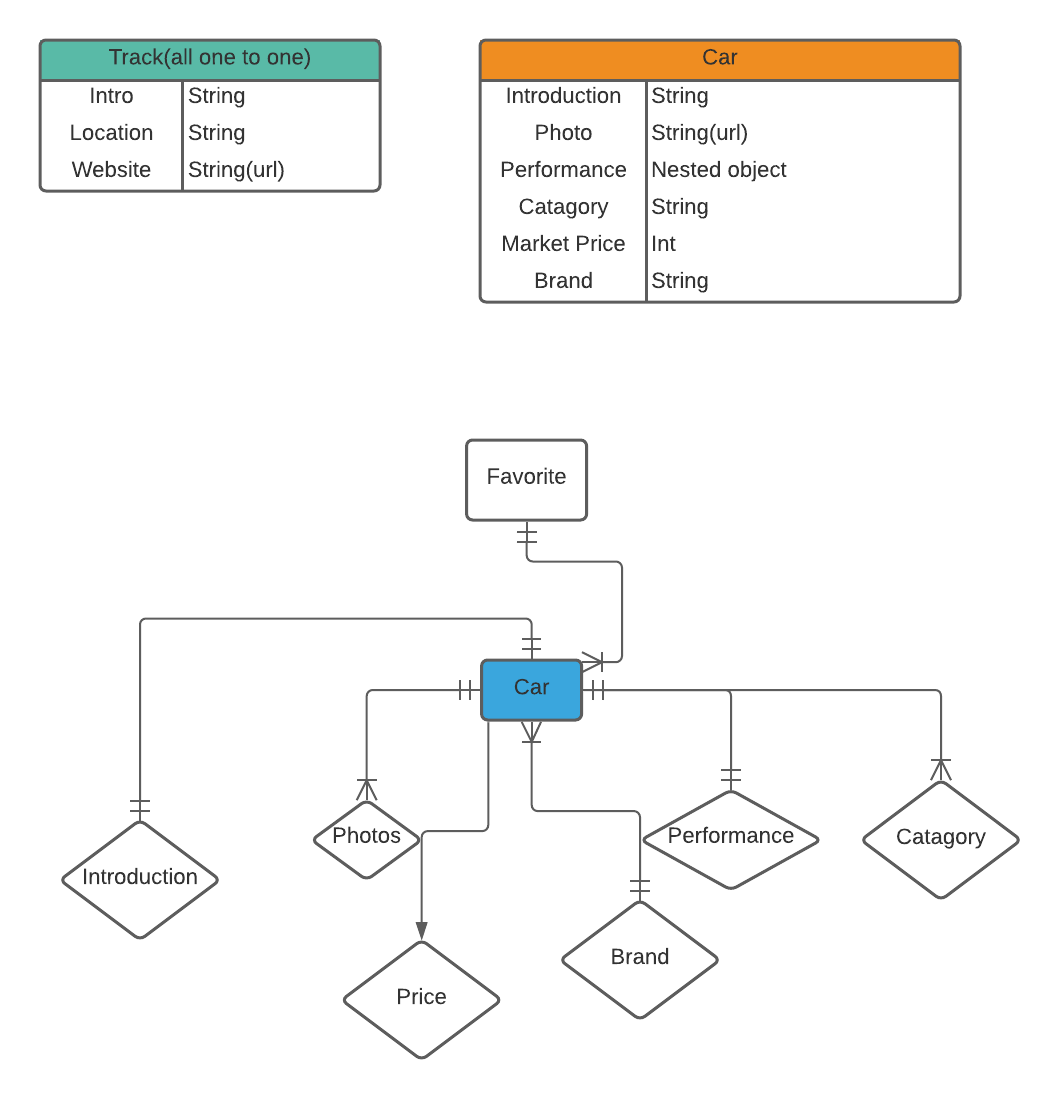 Track(all one to one)
Intro String
Location String
Website String(url)
Car
Introduction String
Photo String(url)
Performance Nested object
Catagory String
Market Price Int
Brand String
Favorite
Car
Introduction
Photos
Performance
Catagory
Brand
Price